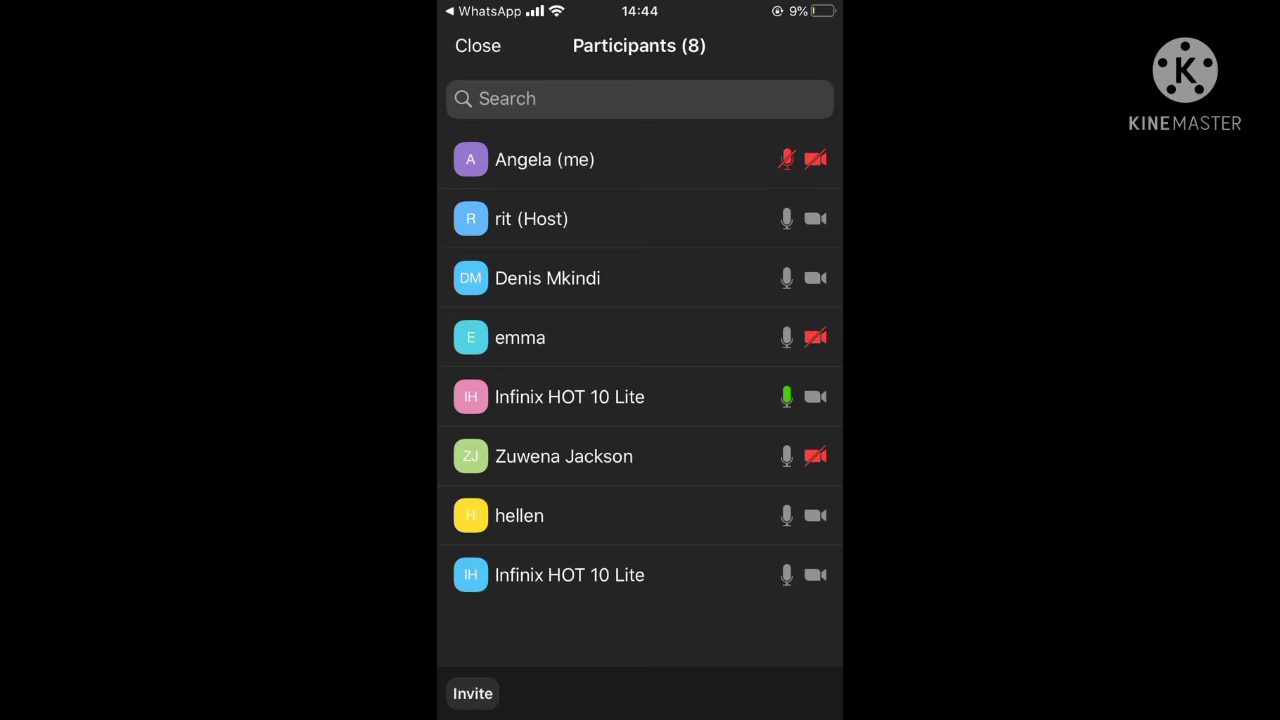 WhatsApp 14:44 9%
Close Participants (8)
Search
A Angela (me)
R rit (Host)
DM Denis Mkindi
E emma
IH Infinix HOT 10 Lite
ZJ Zuwena Jackson
H hellen
IH Infinix HOT 10 Lite
Invite
K
KINEMASTER